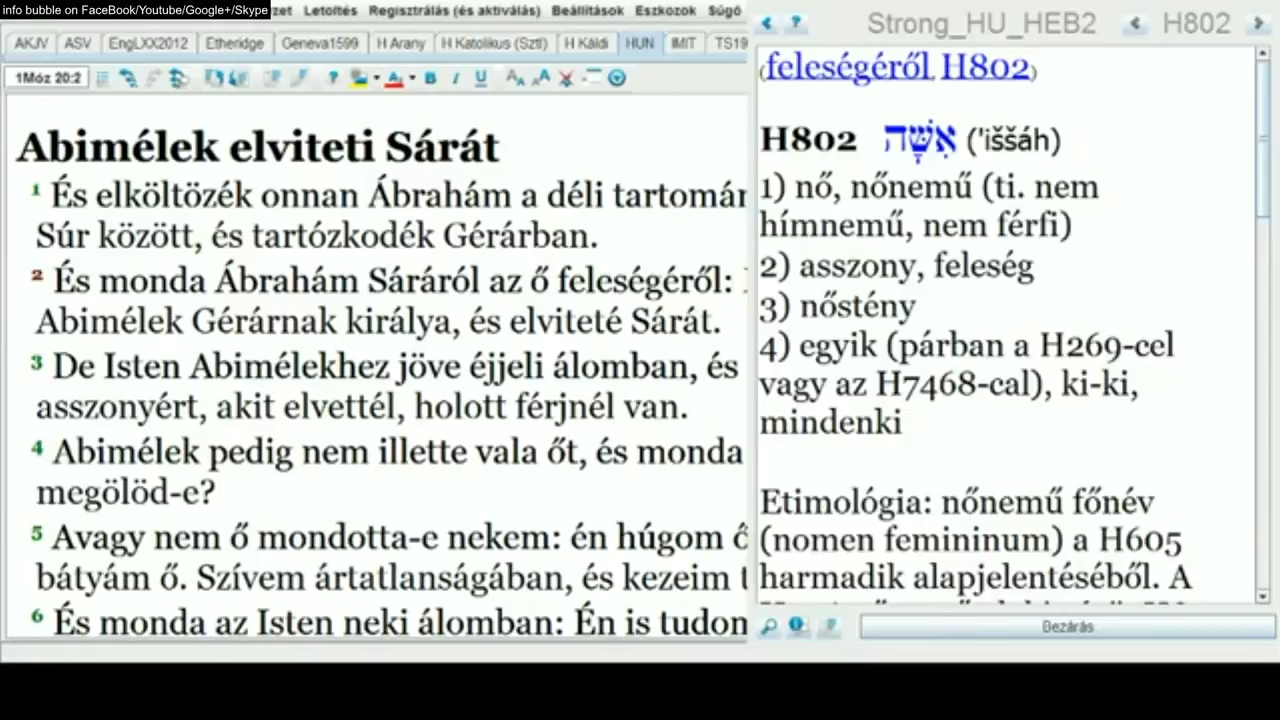 info bubble on FaceBook/Youtube/Google+/Skype
zet Letoltés Regisztrálás (és aktiválás) Beállítások Eszkozok Súgó
AKJV ASV EngLXX2012 Etheridge Geneva1599 H Arany H Katolikus (SztI) H Káldi HUN IMIT TS19
1Móz 20:2
Abimélek elviteti Sárát
1 És elköltözék onnan Ábrahám a déli tartomár
Súr között, és tartózkodék Gérárban.
2 És monda Ábrahám Sáráról az ő feleségéről:
Abimélek Gérárnak királya, és elviteté Sárát.
3 De Isten Abimélekhez jöve éjjeli álomban, és
asszonyért, akit elvettél, holott férjnél van.
4 Abimélek pedig nem illette vala őt, és monda
megölöd-e?
5 Avagy nem ő mondotta-e nekem: én húgom ő
bátyám ő. Szívem ártatlanságában, és kezeim t
6 És monda az Isten neki álomban: Én is tudon
Strong_HU_HEB2 H802
(feleségéről, H802)
H802 אִשָּׁה ('iššáh)
1) nő, nőnemű (ti. nem
hímnemű, nem férfi)
2) asszony, feleség
3) nőstény
4) egyik (párban a H269-cel
vagy az H7468-cal), ki-ki,
mindenki
Etimológia: nőnemű főnév
(nomen femininum) a H605
harmadik alapjelentéséből. A
Bezárás